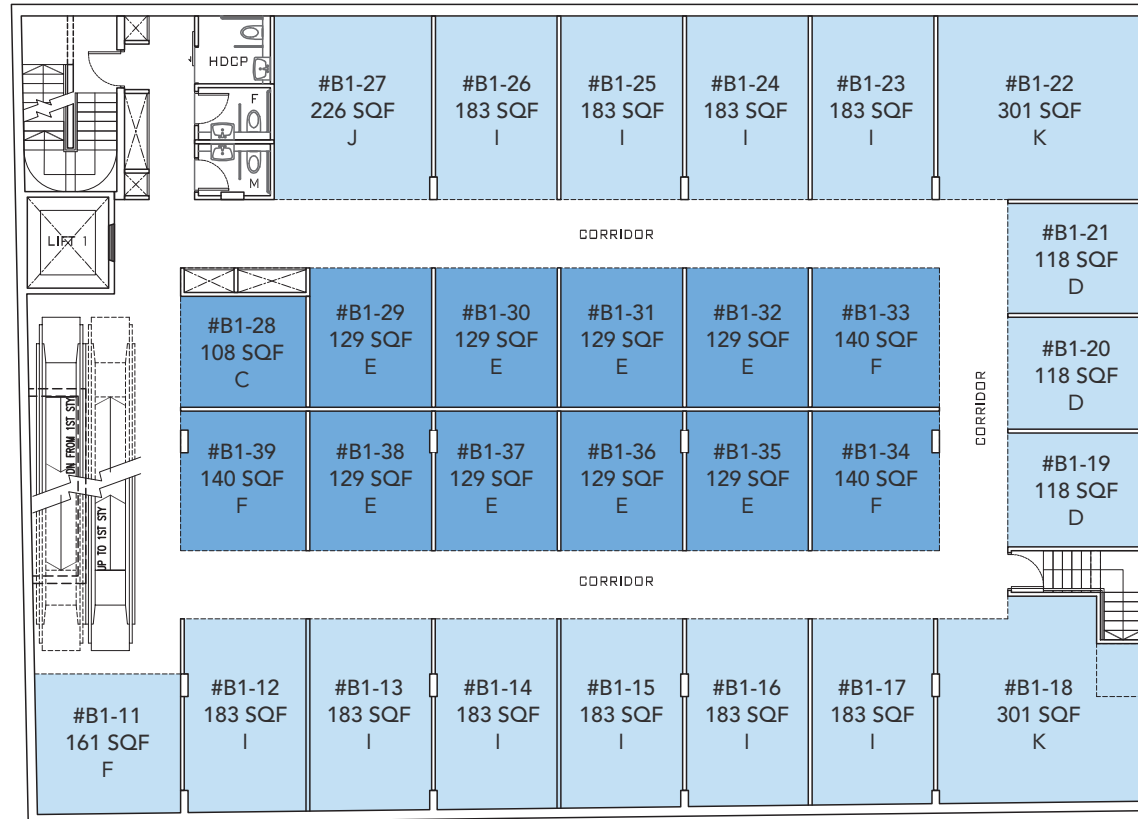 HDCP
F
M
#B1-27
226 SQF
J
#B1-26
183 SQF
I
#B1-25
183 SQF
I
#B1-24
183 SQF
I
#B1-23
183 SQF
I
#B1-22
301 SQF
K
LIFT 1
CORRIDOR
#B1-21
118 SQF
D
#B1-28
108 SQF
C
#B1-29
129 SQF
E
#B1-30
129 SQF
E
#B1-31
129 SQF
E
#B1-32
129 SQF
E
#B1-33
140 SQF
F
#B1-20
118 SQF
D
CORRIDOR
DN FROM 1ST STY
UP TO 1ST STY
#B1-39
140 SQF
F
#B1-38
129 SQF
E
#B1-37
129 SQF
E
#B1-36
129 SQF
E
#B1-35
129 SQF
E
#B1-34
140 SQF
F
#B1-19
118 SQF
D
CORRIDOR
#B1-11
161 SQF
F
#B1-12
183 SQF
I
#B1-13
183 SQF
I
#B1-14
183 SQF
I
#B1-15
183 SQF
I
#B1-16
183 SQF
I
#B1-17
183 SQF
I
#B1-18
301 SQF
K